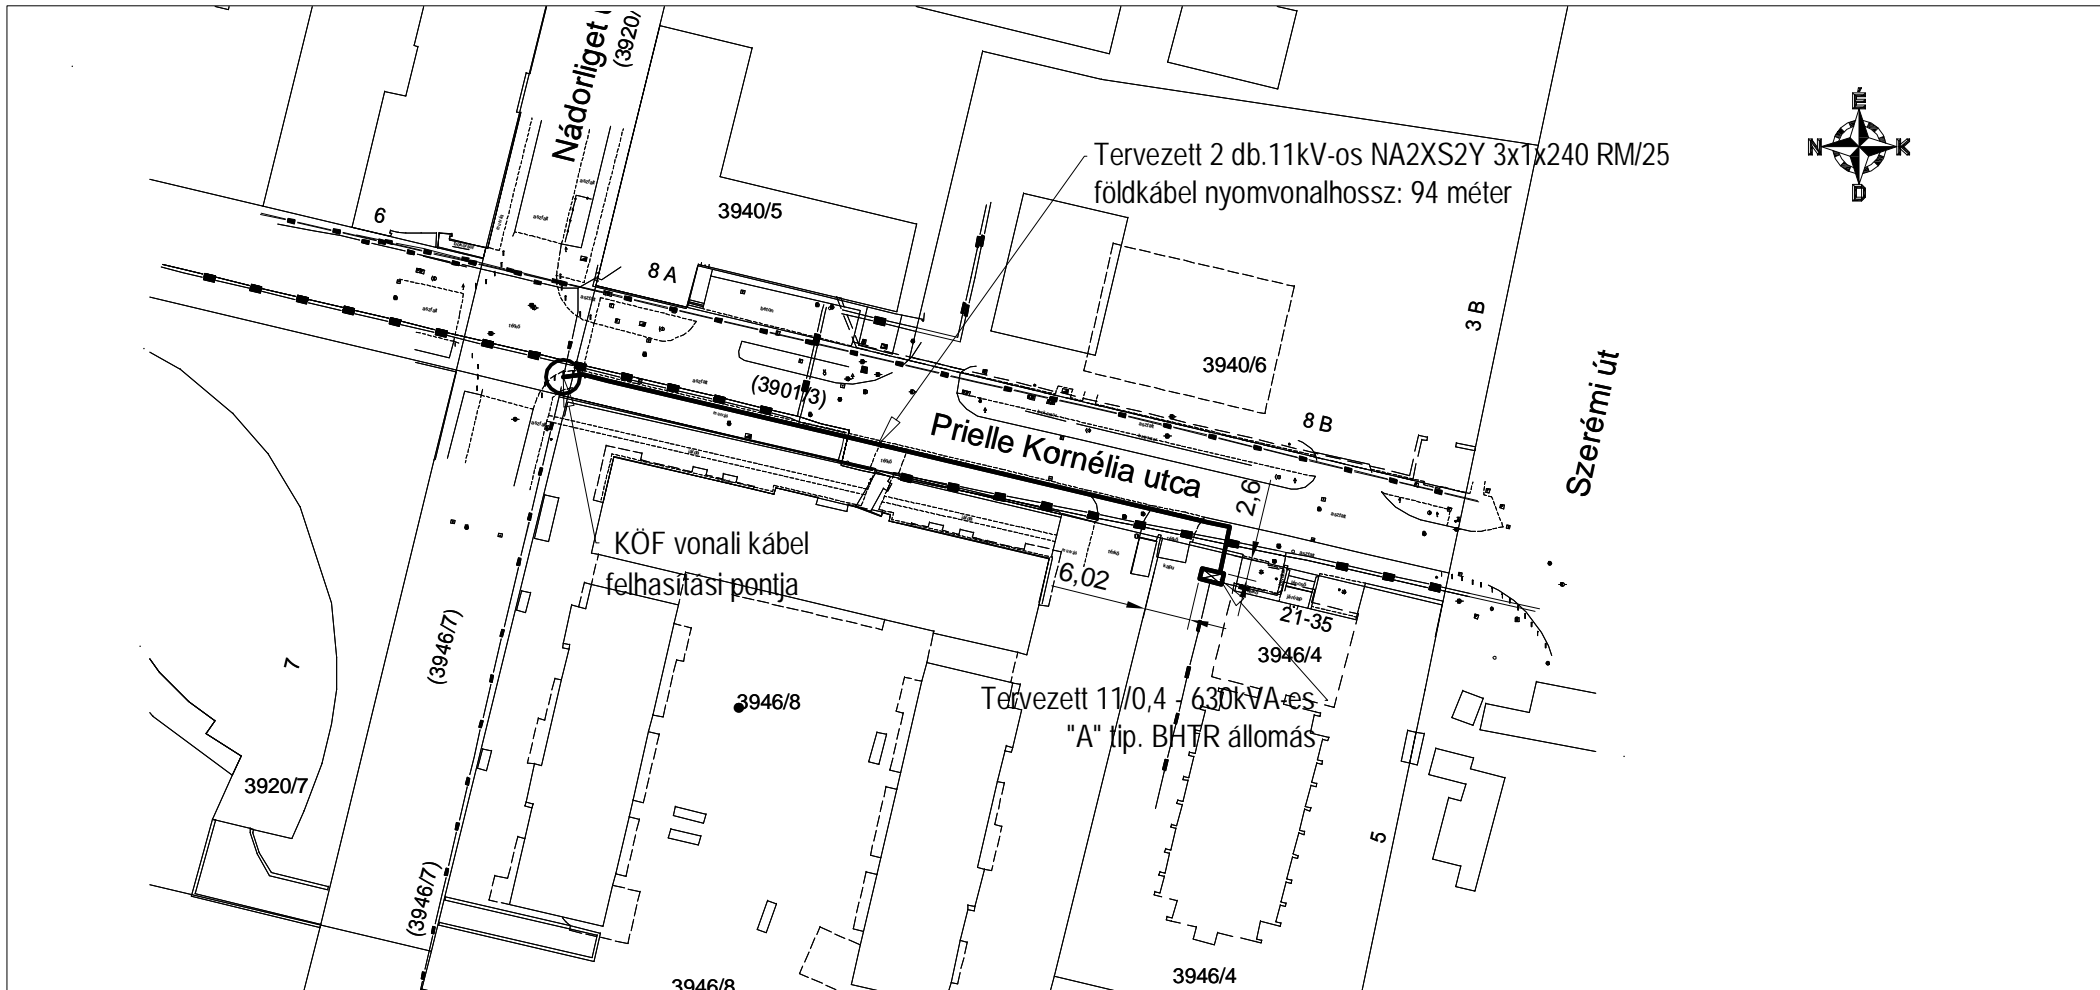 Nádorliget
(3920/
É
N
K
D
Tervezett 2 db.11kV-os NA2XS2Y 3x1x240 RM/25
földkábel nyomvonalhossz: 94 méter
6
3940/5
8 A
3 B
3940/6
Szerémi út
(3901/3)
8 B
Prielle Kornélia utca
2,6
KÖF vonali kábel
felhasítási pontja
6,02
21-35
3946/4
(3946/7)
7
3946/8
Tervezett 11/0,4 - 630kVA-es
"A" tip. BHTR állomás
3920/7
5
(3946/7)
3946/4
3946/8